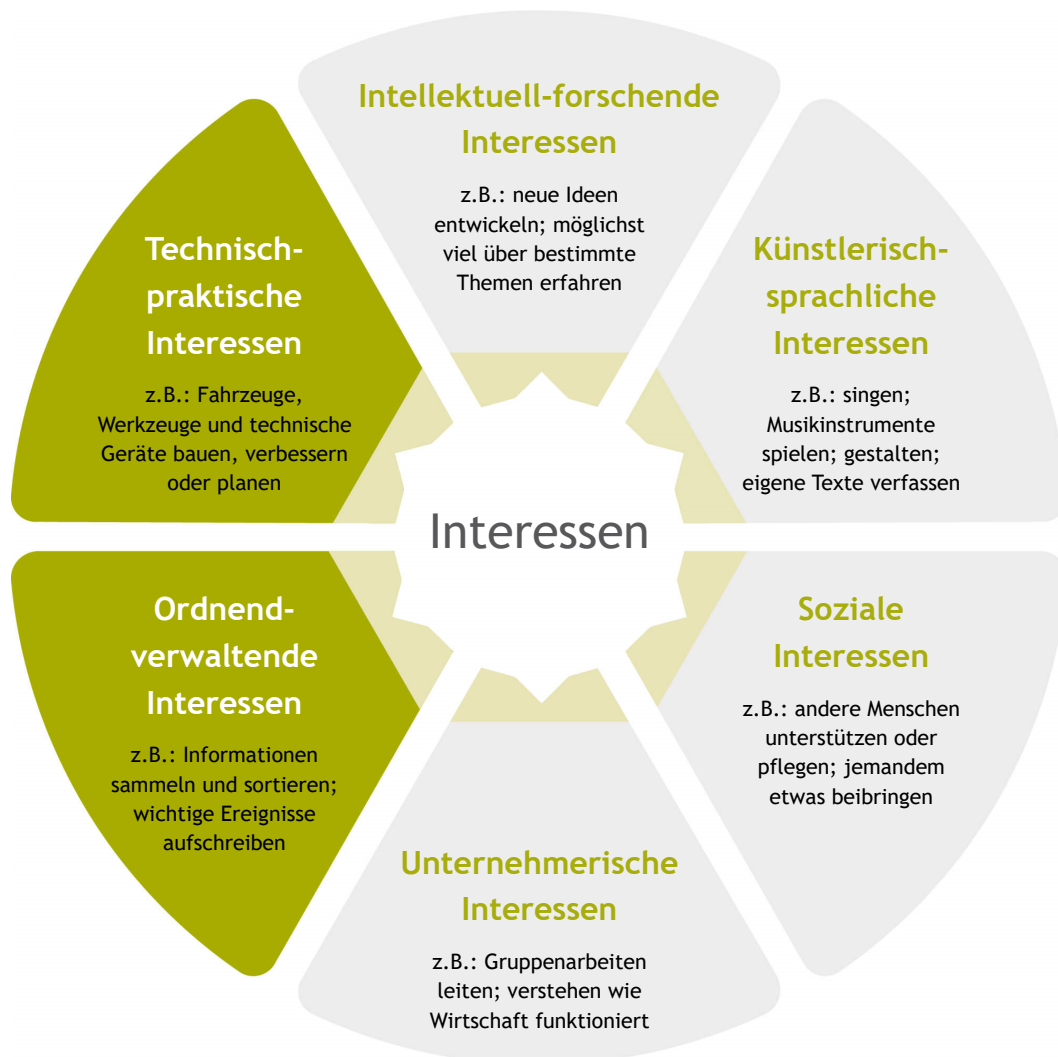 Intellektuell-forschende
Interessen
z.B.: neue Ideen
entwickeln; möglichst
viel über bestimmte
Themen erfahren
Technisch-
praktische
Interessen
z.B.: Fahrzeuge,
Werkzeuge und technische
Geräte bauen, verbessern
oder planen
Künstlerisch-
sprachliche
Interessen
z.B.: singen;
Musikinstrumente
spielen; gestalten;
eigene Texte verfassen
Interessen
Ordnend-
verwaltende
Interessen
z.B.: Informationen
sammeln und sortieren;
wichtige Ereignisse
aufschreiben
Soziale
Interessen
z.B.: andere Menschen
unterstützen oder
pflegen; jemandem
etwas beibringen
Unternehmerische
Interessen
z.B.: Gruppenarbeiten
leiten; verstehen wie
Wirtschaft funktioniert